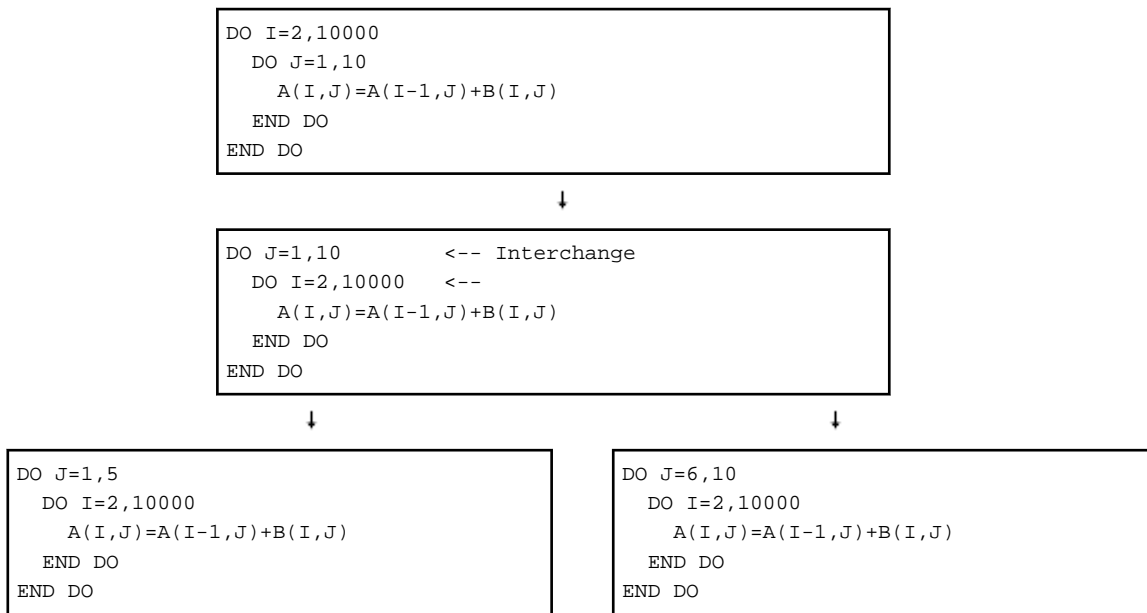 DO I=2,10000
DO J=1,10
A(I,J)=A(I-1,J)+B(I,J)
END DO
END DO
DO J=1,10 <-- Interchange
DO I=2,10000 <--
A(I,J)=A(I-1,J)+B(I,J)
END DO
END DO
DO J=1,5
DO I=2,10000
A(I,J)=A(I-1,J)+B(I,J)
END DO
END DO
DO J=6,10
DO I=2,10000
A(I,J)=A(I-1,J)+B(I,J)
END DO
END DO